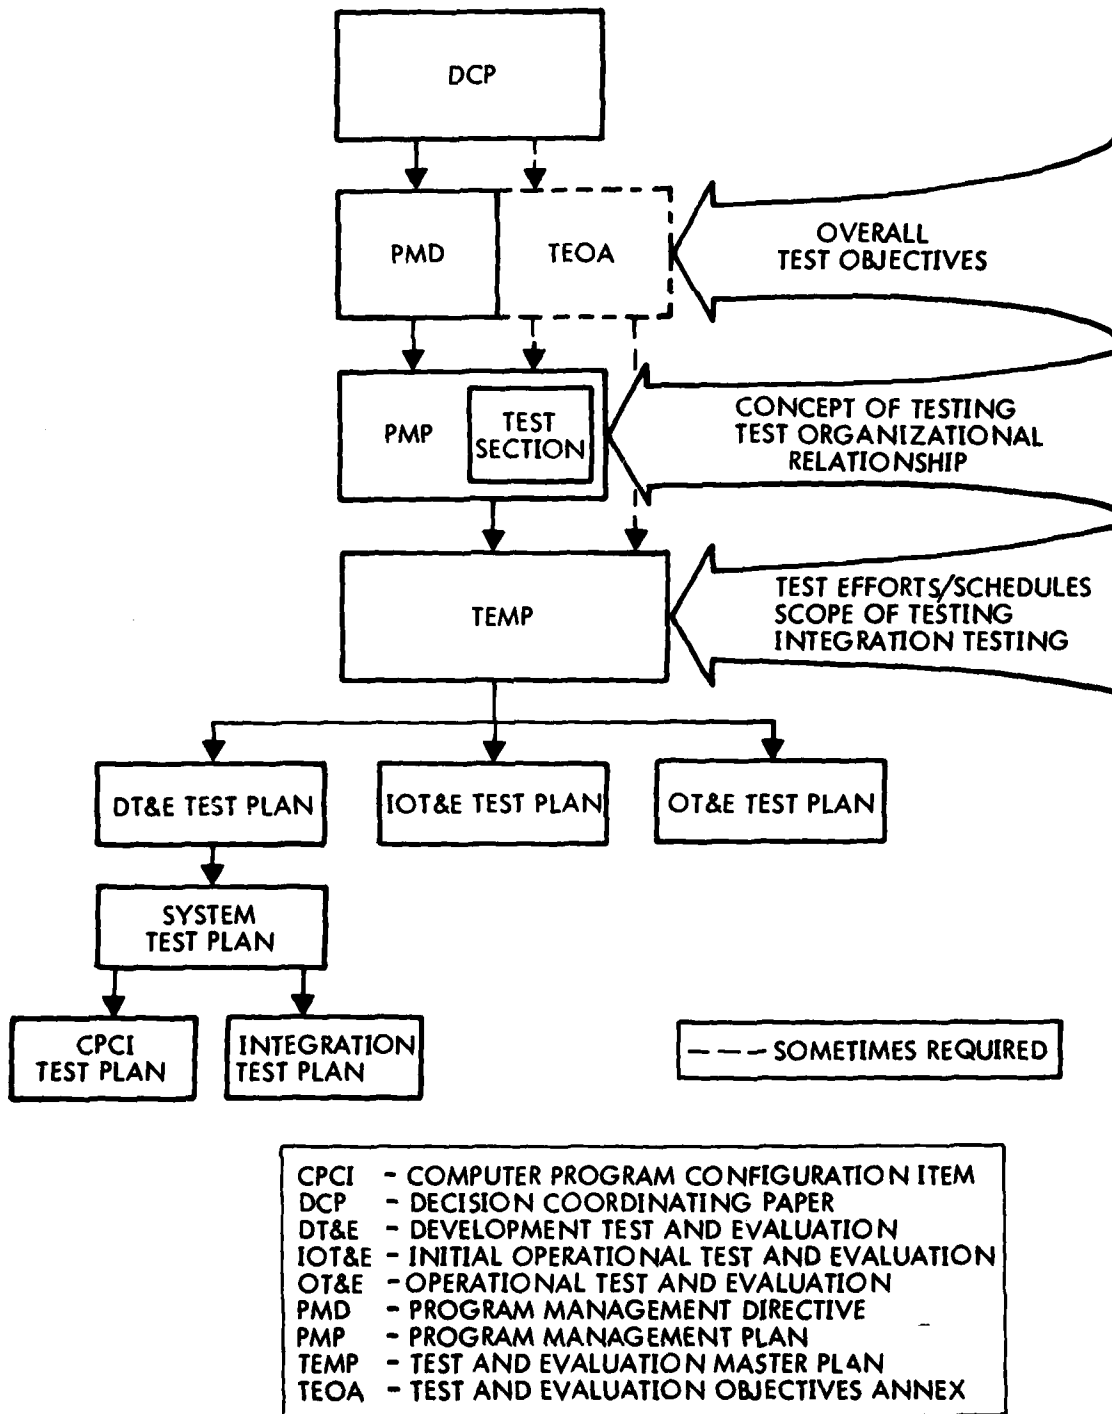 DCP
PMD
TEOA
OVERALL
TEST OBJECTIVES
PMP
TEST
SECTION
CONCEPT OF TESTING
TEST ORGANIZATIONAL
RELATIONSHIP
TEMP
TEST EFFORTS/SCHEDULES
SCOPE OF TESTING
INTEGRATION TESTING
DT&E TEST PLAN
IOT&E TEST PLAN
OT&E TEST PLAN
SYSTEM
TEST PLAN
CPCI
TEST PLAN
INTEGRATION
TEST PLAN
--- SOMETIMES REQUIRED
CPCI - COMPUTER PROGRAM CONFIGURATION ITEM
DCP - DECISION COORDINATING PAPER
DT&E - DEVELOPMENT TEST AND EVALUATION
IOT&E - INITIAL OPERATIONAL TEST AND EVALUATION
OT&E - OPERATIONAL TEST AND EVALUATION
PMD - PROGRAM MANAGEMENT DIRECTIVE
PMP - PROGRAM MANAGEMENT PLAN
TEMP - TEST AND EVALUATION MASTER PLAN
TEOA - TEST AND EVALUATION OBJECTIVES ANNEX